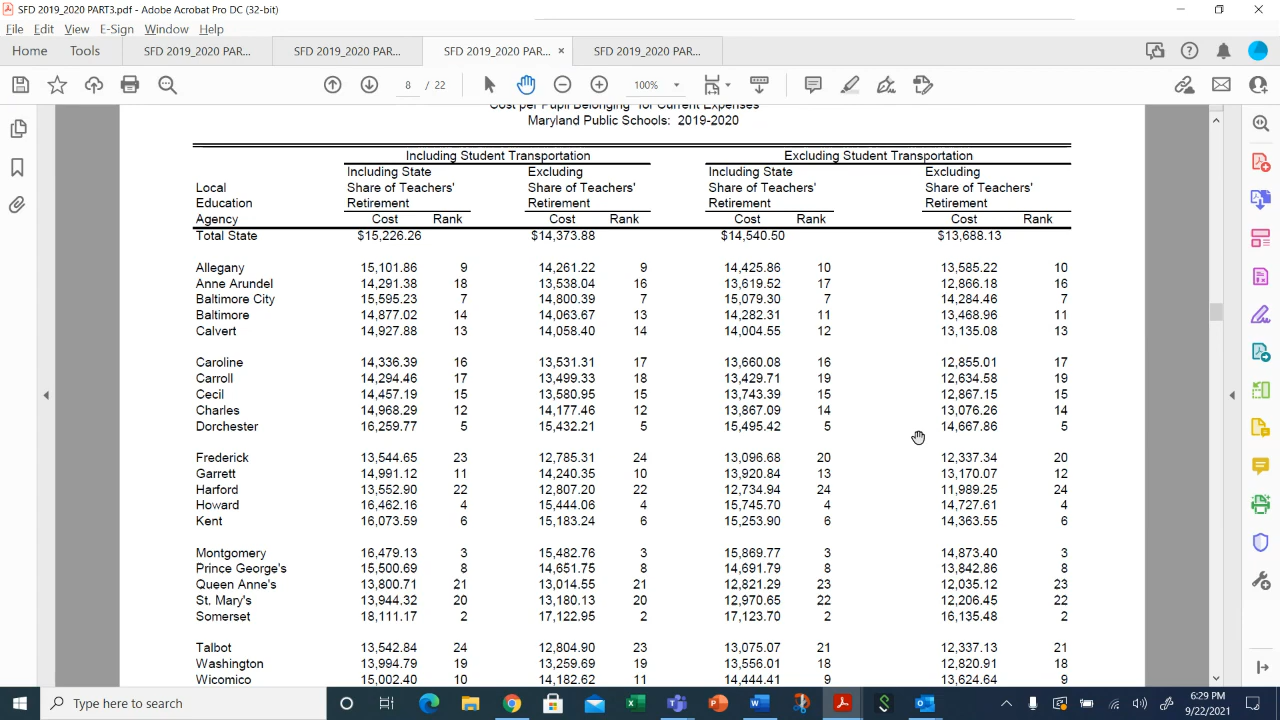 SFD 2019_2020 PART3.pdf - Adobe Acrobat Pro DC (32-bit)
File Edit View E-Sign Window Help
Home Tools SFD 2019_2020 PAR... SFD 2019_2020 PAR... SFD 2019_2020 PAR... × SFD 2019_2020 PAR...
8 / 22 100%
Cost per Pupil Belonging for Current Expenses
Maryland Public Schools: 2019-2020
Including Student Transportation Excluding Student Transportation
Including State Excluding Including State Excluding
Local Share of Teachers' Share of Teachers' Share of Teachers' Share of Teachers'
Education Retirement Retirement Retirement Retirement
Agency Cost Rank Cost Rank Cost Rank Cost Rank
Total State $15,226.26 $14,373.88 $14,540.50 $13,688.13
Allegany 15,101.86 9 14,261.22 9 14,425.86 10 13,585.22 10
Anne Arundel 14,291.38 18 13,538.04 16 13,619.52 17 12,866.18 16
Baltimore City 15,595.23 7 14,800.39 7 15,079.30 7 14,284.46 7
Baltimore 14,877.02 14 14,063.67 13 14,282.31 11 13,468.96 11
Calvert 14,927.88 13 14,058.40 14 14,004.55 12 13,135.08 13
Caroline 14,336.39 16 13,531.31 17 13,660.08 16 12,855.01 17
Carroll 14,294.46 17 13,499.33 18 13,429.71 19 12,634.58 19
Cecil 14,457.19 15 13,580.95 15 13,743.39 15 12,867.15 15
Charles 14,968.29 12 14,177.46 12 13,867.09 14 13,076.26 14
Dorchester 16,259.77 5 15,432.21 5 15,495.42 5 14,667.86 5
Frederick 13,544.65 23 12,785.31 24 13,096.68 20 12,337.34 20
Garrett 14,991.12 11 14,240.35 10 13,920.84 13 13,170.07 12
Harford 13,552.90 22 12,807.20 22 12,734.94 24 11,989.25 24
Howard 16,462.16 4 15,444.06 4 15,745.70 4 14,727.61 4
Kent 16,073.59 6 15,183.24 6 15,253.90 6 14,363.55 6
Montgomery 16,479.13 3 15,482.76 3 15,869.77 3 14,873.40 3
Prince George's 15,500.69 8 14,651.75 8 14,691.79 8 13,842.86 8
Queen Anne's 13,800.71 21 13,014.55 21 12,821.29 23 12,035.12 23
St. Mary's 13,944.32 20 13,180.13 20 12,970.65 22 12,206.45 22
Somerset 18,111.17 2 17,122.95 2 17,123.70 2 16,135.48 2
Talbot 13,542.84 24 12,804.90 23 13,075.07 21 12,337.13 21
Washington 13,994.79 19 13,259.69 19 13,556.01 18 12,820.91 18
Wicomico 15,002.40 10 14,182.62 11 14,444.41 9 13,624.64 9
Type here to search
6:29 PM
9/22/2021